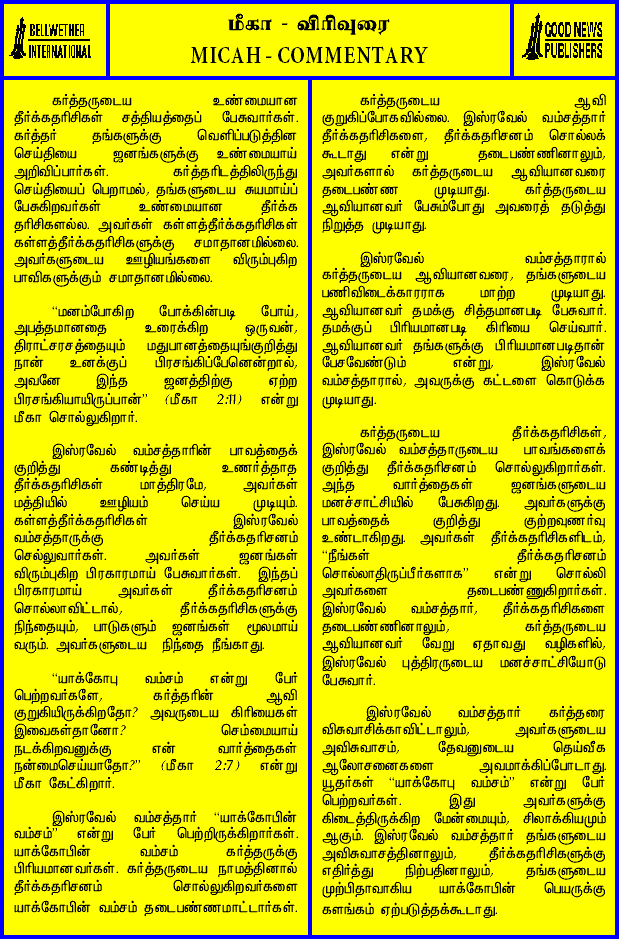 BELLWETHER
INTERNATIONAL
மீகா - விரிவுரை
MICAH - COMMENTARY
GOOD NEWS
PUBLISHERS
கர்த்தருடைய உண்மையான
தீர்க்கதரிசிகள் சத்தியத்தைப் பேசுவார்கள்.
கர்த்தர் தங்களுக்கு வெளிப்படுத்தின
செய்தியை ஜனங்களுக்கு உண்மையாய்
அறிவிப்பார்கள். கர்த்தரிடத்திலிருந்து
செய்தியைப் பெறாமல், தங்களுடைய சுயமாய்ப்
பேசுகிறவர்கள் உண்மையான தீர்க்க
தரிசிகளல்ல. அவர்கள் கள்ளத்தீர்க்கதரிசிகள்
கள்ளத்தீர்க்கதரிசிகளுக்கு சமாதானமில்லை.
அவர்களுடைய ஊழியங்களை விரும்புகிற
பாவிகளுக்கும் சமாதானமில்லை.
“மனம்போகிற போக்கின்படி போய்,
அபத்தமானதை உரைக்கிற ஒருவன்,
திராட்சரசத்தையும் மதுபானத்தையுங்குறித்து
நான் உனக்குப் பிரசங்கிப்பேனென்றால்,
அவனே இந்த ஜனத்திற்கு ஏற்ற
பிரசங்கியாயிருப்பான்” (மீகா 2:11) என்று
மீகா சொல்லுகிறார்.
இஸ்ரவேல் வம்சத்தாரின் பாவத்தைக்
குறித்து கண்டித்து உணர்த்தாத
தீர்க்கதரிசிகள் மாத்திரமே, அவர்கள்
மத்தியில் ஊழியம் செய்ய முடியும்.
கள்ளத்தீர்க்கதரிசிகள் இஸ்ரவேல்
வம்சத்தாருக்கு தீர்க்கதரிசனம்
செல்லுவார்கள். அவர்கள் ஜனங்கள்
விரும்புகிற பிரகாரமாய் பேசுவார்கள். இந்தப்
பிரகாரமாய் அவர்கள் தீர்க்கதரிசனம்
சொல்லாவிட்டால், தீர்க்கதரிசிகளுக்கு
நிந்தையும், பாடுகளும் ஜனங்கள் மூலமாய்
வரும். அவர்களுடைய நிந்தை நீங்காது.
“யாக்கோபு வம்சம் என்று பேர்
பெற்றவர்களே, கர்த்தரின் ஆவி
குறுகியிருக்கிறதோ? அவருடைய கிரியைகள்
இவைகள்தானோ? செம்மையாய்
நடக்கிறவனுக்கு என் வார்த்தைகள்
நன்மைசெய்யாதோ?” (மீகா 2:7) என்று
மீகா கேட்கிறார்.
இஸ்ரவேல் வம்சத்தார் “யாக்கோபின்
வம்சம்” என்று பேர் பெற்றிருக்கிறார்கள்.
யாக்கோபின் வம்சம் கர்த்தருக்கு
பிரியமானவர்கள். கர்த்தருடைய நாமத்தினால்
தீர்க்கதரிசனம் சொல்லுகிறவர்களை
யாக்கோபின் வம்சம் தடைபண்ணமாட்டார்கள்.
கர்த்தருடைய ஆவி
குறுகிப்போகவில்லை. இஸ்ரவேல் வம்சத்தார்
தீர்க்கதரிசிகளை, தீர்க்கதரிசனம் சொல்லக்
கூடாது என்று தடைபண்ணினாலும்,
அவர்களால் கர்த்தருடைய ஆவியானவரை
தடைபண்ண முடியாது. கர்த்தருடைய
ஆவியானவர் பேசும்போது அவரைத் தடுத்து
நிறுத்த முடியாது.
இஸ்ரவேல் வம்சத்தாரால்
கர்த்தருடைய ஆவியானவரை, தங்களுடைய
பணிவிடைக்காரராக மாற்ற முடியாது.
ஆவியானவர் தமக்கு சித்தமானபடி பேசுவார்.
தமக்குப் பிரியமானபடி கிரியை செய்வார்.
ஆவியானவர் தங்களுக்கு பிரியமானபடிதான்
பேசவேண்டும் என்று, இஸ்ரவேல்
வம்சத்தாரால், அவருக்கு கட்டளை கொடுக்க
முடியாது.
கர்த்தருடைய தீர்க்கதரிசிகள்,
இஸ்ரவேல் வம்சத்தாருடைய பாவங்களைக்
குறித்து தீர்க்கதரிசனம் சொல்லுகிறார்கள்.
அந்த வார்த்தைகள் ஜனங்களுடைய
மனச்சாட்சியில் பேசுகிறது. அவர்களுக்கு
பாவத்தைக் குறித்து குற்றவுணர்வு
உண்டாகிறது. அவர்கள் தீர்க்கதரிசிகளிடம்,
“நீங்கள் தீர்க்கதரிசனம்
சொல்லாதிருப்பீர்களாக” என்று சொல்லி
அவர்களை தடைபண்ணுகிறார்கள்.
இஸ்ரவேல் வம்சத்தார், தீர்க்கதரிசிகளை
தடைபண்ணினாலும், கர்த்தருடைய
ஆவியானவர் வேறு ஏதாவது வழிகளில்,
இஸ்ரவேல் புத்திரருடைய மனச்சாட்சியோடு
பேசுவார்.
இஸ்ரவேல் வம்சத்தார் கர்த்தரை
விசுவாசிக்காவிட்டாலும், அவர்களுடைய
அவிசுவாசம், தேவனுடைய தெய்வீக
ஆலோசனைகளை அவமாக்கிப்போடாது.
யூதர்கள் “யாக்கோபு வம்சம்” என்று பேர்
பெற்றவர்கள். இது அவர்களுக்கு
கிடைத்திருக்கிற மேன்மையும், சிலாக்கியமும்
ஆகும். இஸ்ரவேல் வம்சத்தார் தங்களுடைய
அவிசுவாசத்தினாலும், தீர்க்கதரிசிகளுக்கு
எதிர்த்து நிற்பதினாலும், தங்களுடைய
முற்பிதாவாகிய யாக்கோபின் பெயருக்கு
களங்கம் ஏற்படுத்தக்கூடாது.